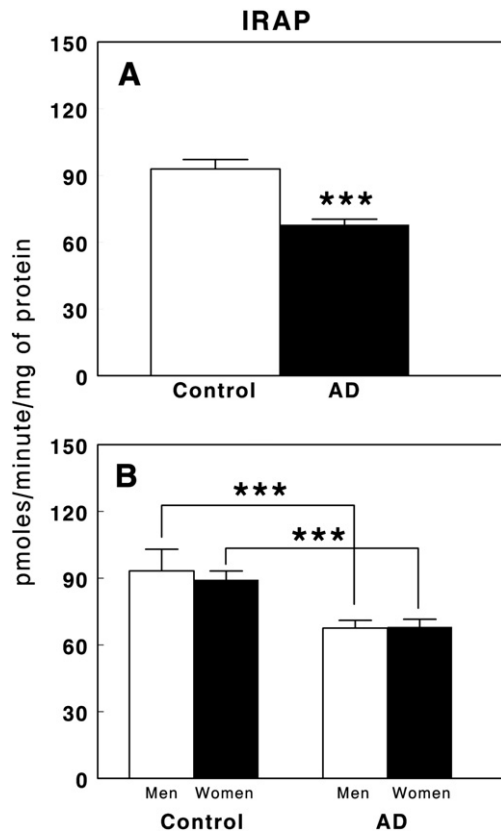 IRAP
pmoles/minute/mg of protein
A
150
120
90
60
30
0
***
Control AD
B
150
120
90
60
30
0
***
***
Men Women Men Women
Control AD